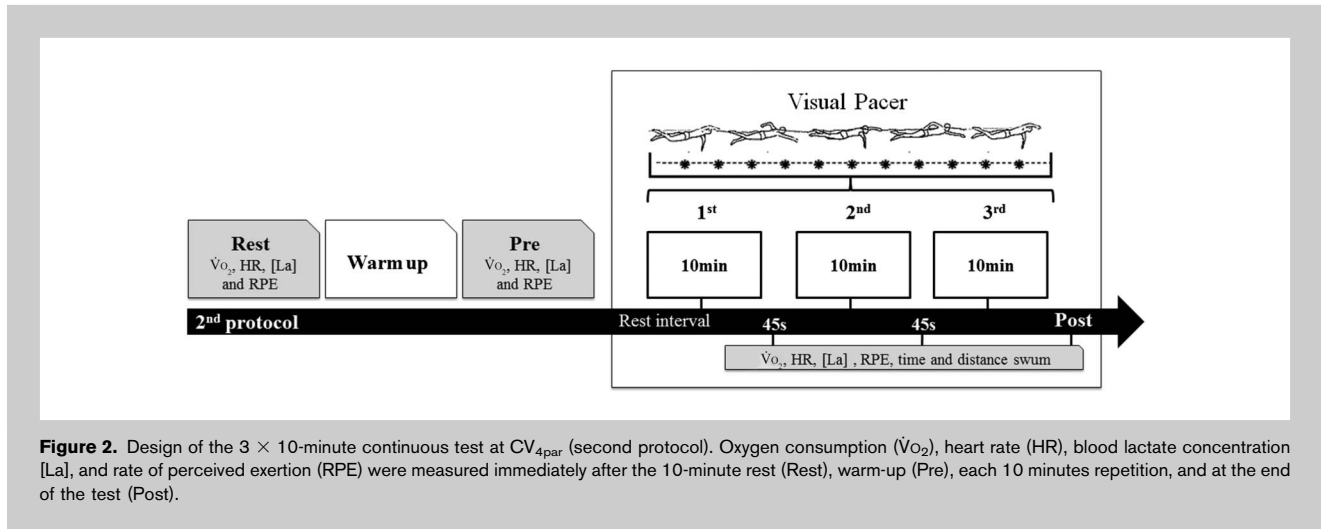 Visual Pacer
1st 2nd 3rd
Rest
V̇O2, HR, [La]
and RPE
Warm up
Pre
V̇O2, HR, [La]
and RPE
10min 10min 10min
2nd protocol Rest interval 45s 45s Post
V̇O2, HR, [La] , RPE, time and distance swum
Figure 2. Design of the 3 × 10-minute continuous test at CV4par (second protocol). Oxygen consumption (V̇O2), heart rate (HR), blood lactate concentration
[La], and rate of perceived exertion (RPE) were measured immediately after the 10-minute rest (Rest), warm-up (Pre), each 10 minutes repetition, and at the end
of the test (Post).